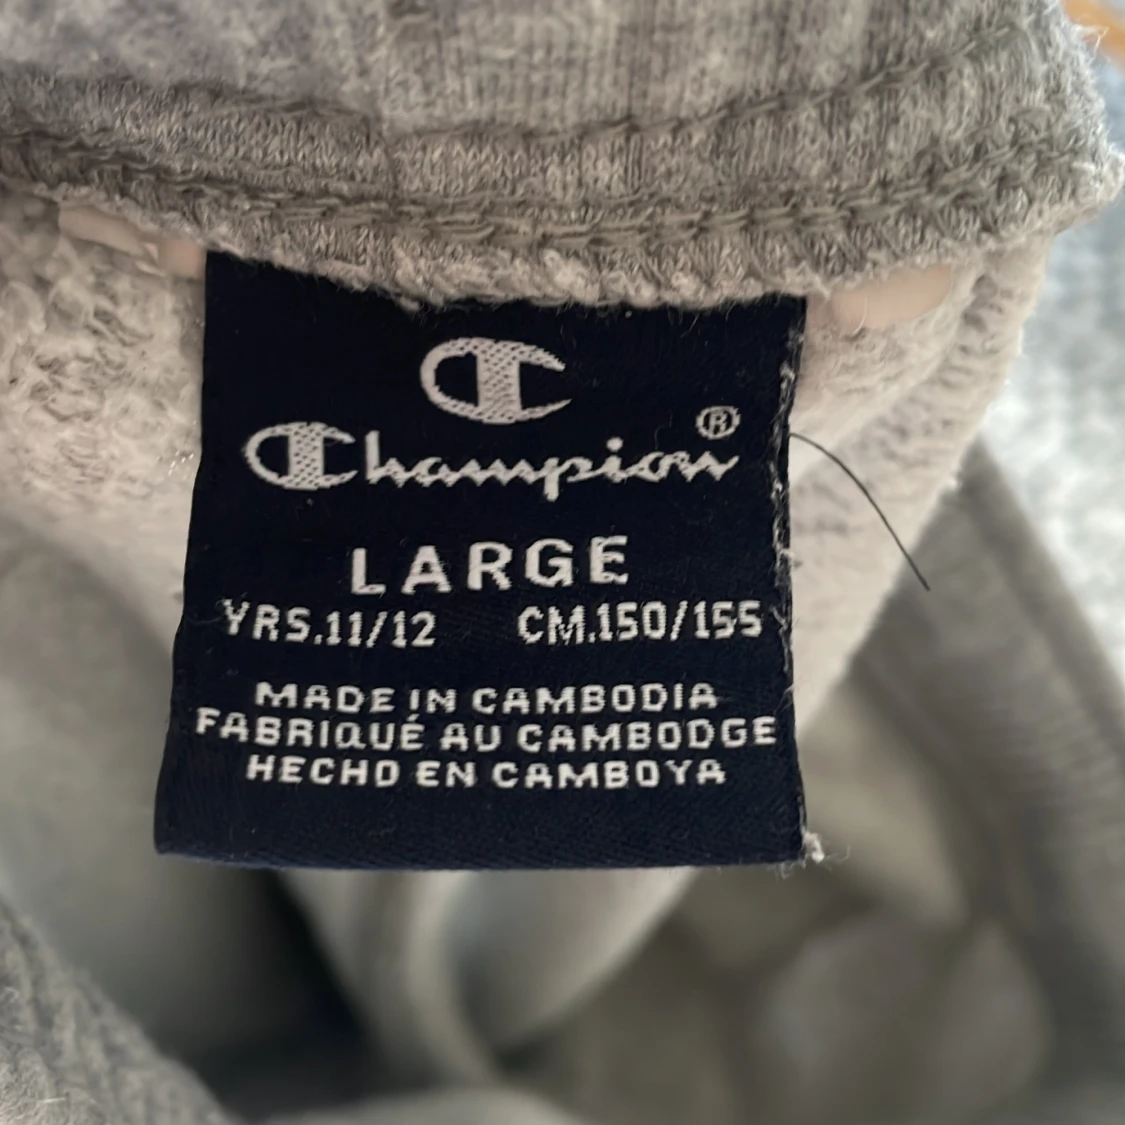 Champion®
LARGE
YRS.11/12 CM.150/155
MADE IN CAMBODIA
FABRIQUÉ AU CAMBODGE
HECHO EN CAMBOYA